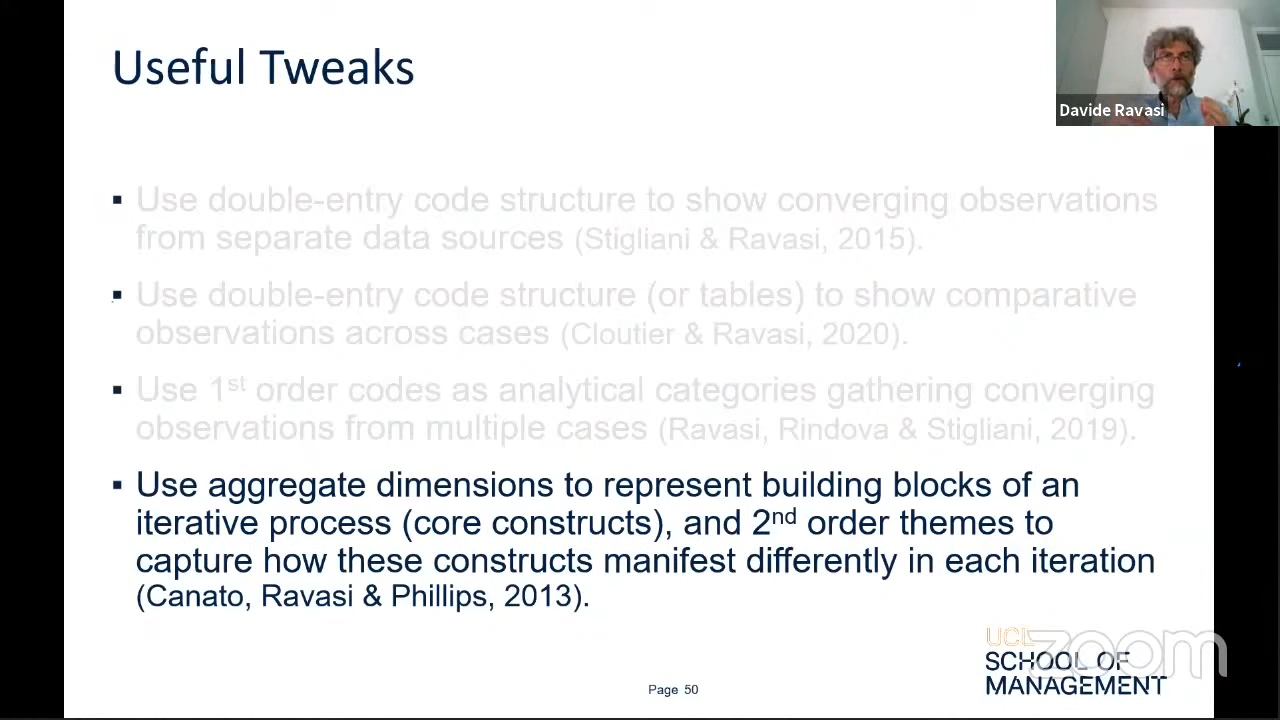 Useful Tweaks
Davide Ravasi
▪ Use double-entry code structure to show converging observations
from separate data sources (Stigliani & Ravasi, 2015).
▪ Use double-entry code structure (or tables) to show comparative
observations across cases (Cloutier & Ravasi, 2020).
▪ Use 1st order codes as analytical categories gathering converging
observations from multiple cases (Ravasi, Rindova & Stigliani, 2019).
▪ Use aggregate dimensions to represent building blocks of an
iterative process (core constructs), and 2nd order themes to
capture how these constructs manifest differently in each iteration
(Canato, Ravasi & Phillips, 2013).
UCL
zoom
SCHOOL OF
MANAGEMENT
Page 50